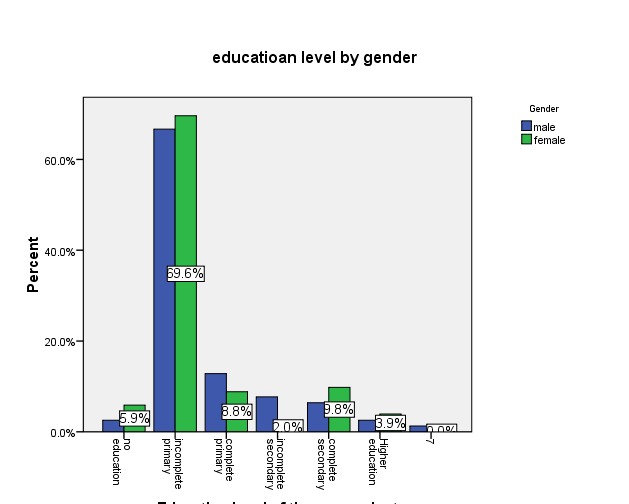 educatioan level by gender
Gender
male
female
Percent
60.0%
40.0%
20.0%
0.0%
5.9%
69.6%
8.8%
2.0%
9.8%
3.9%
0.0%
no
education
incomplete
primary
complete
primary
incomplete
secondary
complete
secondary
Higher
education
7